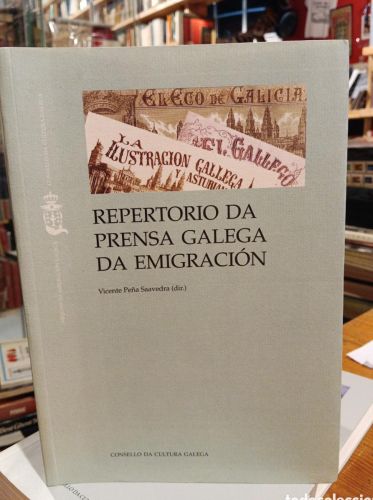 EL ECO DE GALICIA
LA
ILUSTRACION GALLEGA
Y ASTURIANA
EL GALLEGO
REPERTORIO DA
PRENSA GALEGA
DA EMIGRACIÓN
Vicente Peña Saavedra (dir.)
CONSELLO DA CULTURA GALEGA